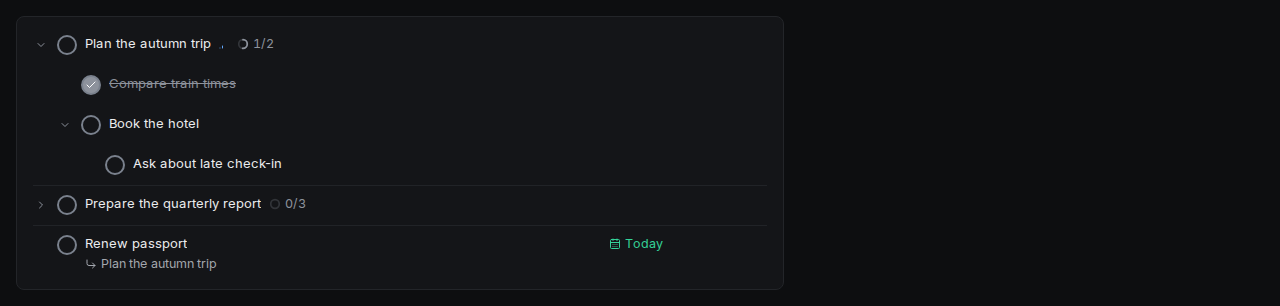 Plan the autumn trip 1/2
Compare train times
Book the hotel
Ask about late check-in
Prepare the quarterly report 0/3
Renew passport Today
Plan the autumn trip